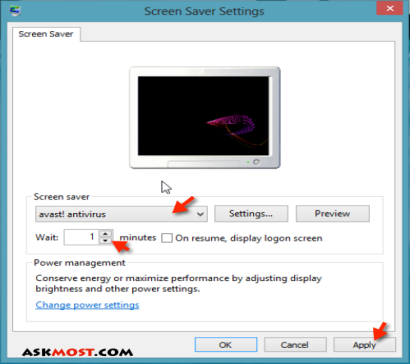 Screen Saver Settings
Screen Saver
Screen saver
avast! antivirus
Settings...
Preview
Wait: 1 minutes
On resume, display logon screen
Power management
Conserve energy or maximize performance by adjusting display
brightness and other power settings.
Change power settings
OK
Cancel
Apply
ASKMOST.COM